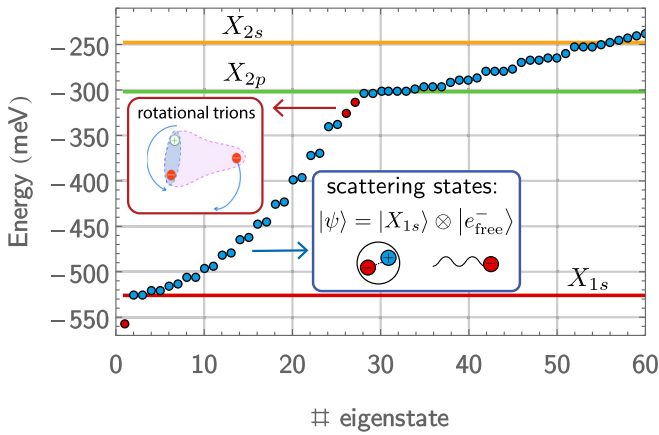 X₂ₛ
−250
X₂ₚ
−300
rotational trions
−350
Energy (meV)
−400
scattering states:
|ψ⟩ = |X₁ₛ⟩ ⊗ |e⁻_free⟩
−450
−500
X₁ₛ
−550
0 10 20 30 40 50 60
# eigenstate